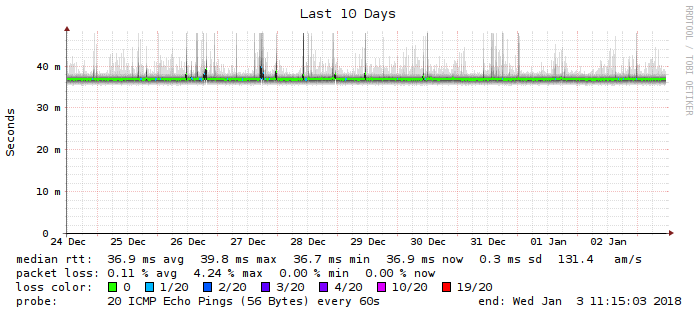 Last 10 Days
RRDTOOL / TOBI OETIKER
Seconds
40 m
30 m
20 m
10 m
0
24 Dec 25 Dec 26 Dec 27 Dec 28 Dec 29 Dec 30 Dec 31 Dec 01 Jan 02 Jan
median rtt: 36.9 ms avg 39.8 ms max 36.7 ms min 36.9 ms now 0.3 ms sd 131.4 am/s
packet loss: 0.11 % avg 4.24 % max 0.00 % min 0.00 % now
loss color: 0 1/20 2/20 3/20 4/20 10/20 19/20
probe: 20 ICMP Echo Pings (56 Bytes) every 60s end: Wed Jan 3 11:15:03 2018